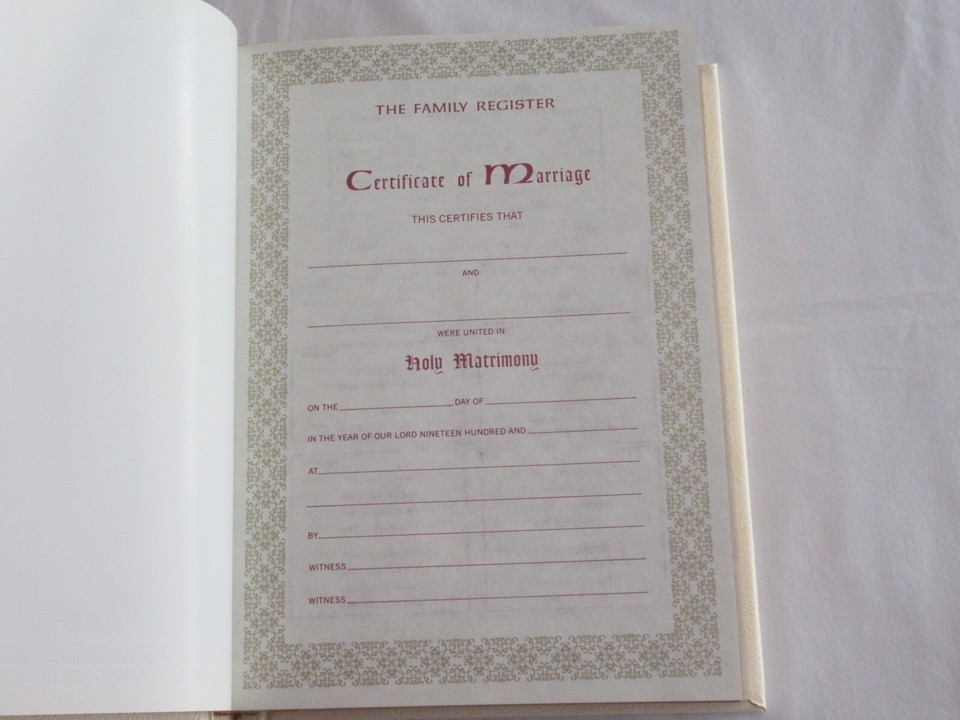 THE FAMILY REGISTER
Certificate of Marriage
THIS CERTIFIES THAT
AND
WERE UNITED IN
Holy Matrimony
ON THE DAY OF
IN THE YEAR OF OUR LORD NINETEEN HUNDRED AND
AT
BY
WITNESS
WITNESS